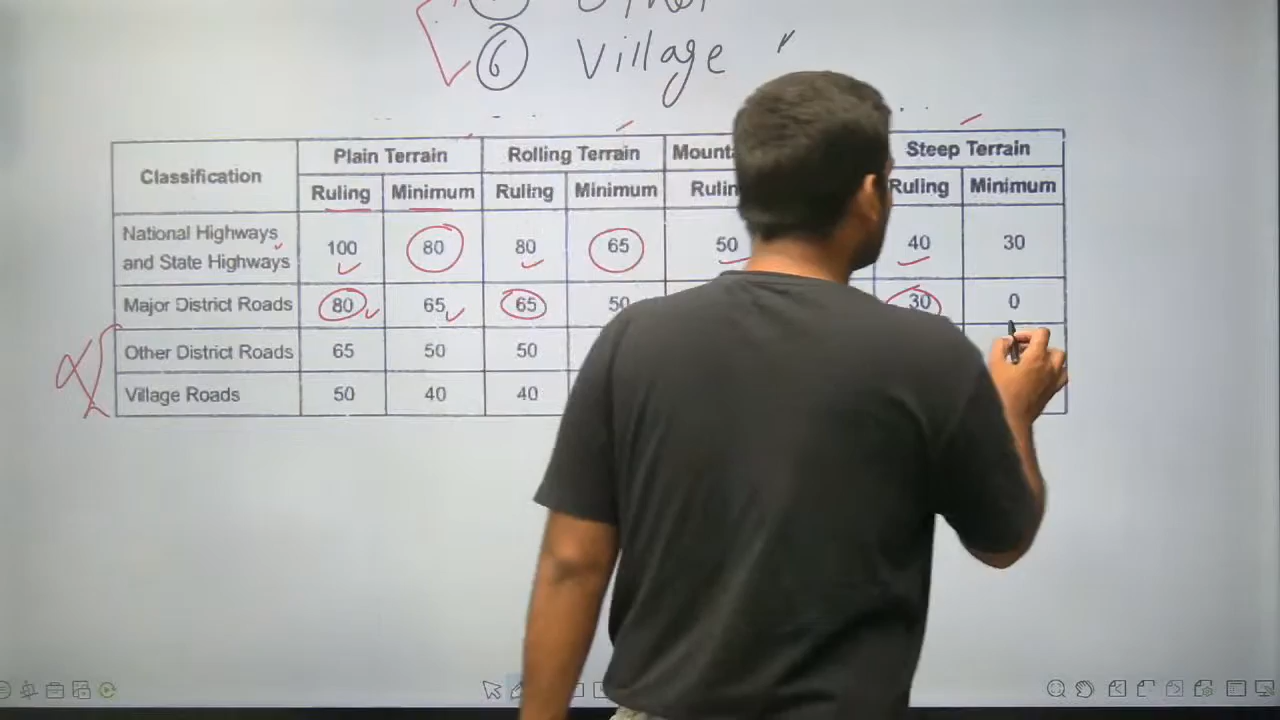 Other
6 Village "
Classification Plain Terrain Rolling Terrain Steep Terrain
Ruling Minimum Ruling Minimum Ruling Minimum
National Highways and State Highways 100 80 80 65 50 40 30
Major District Roads 80 65 65 50 30 0
Other District Roads 65 50 50
Village Roads 50 40 40